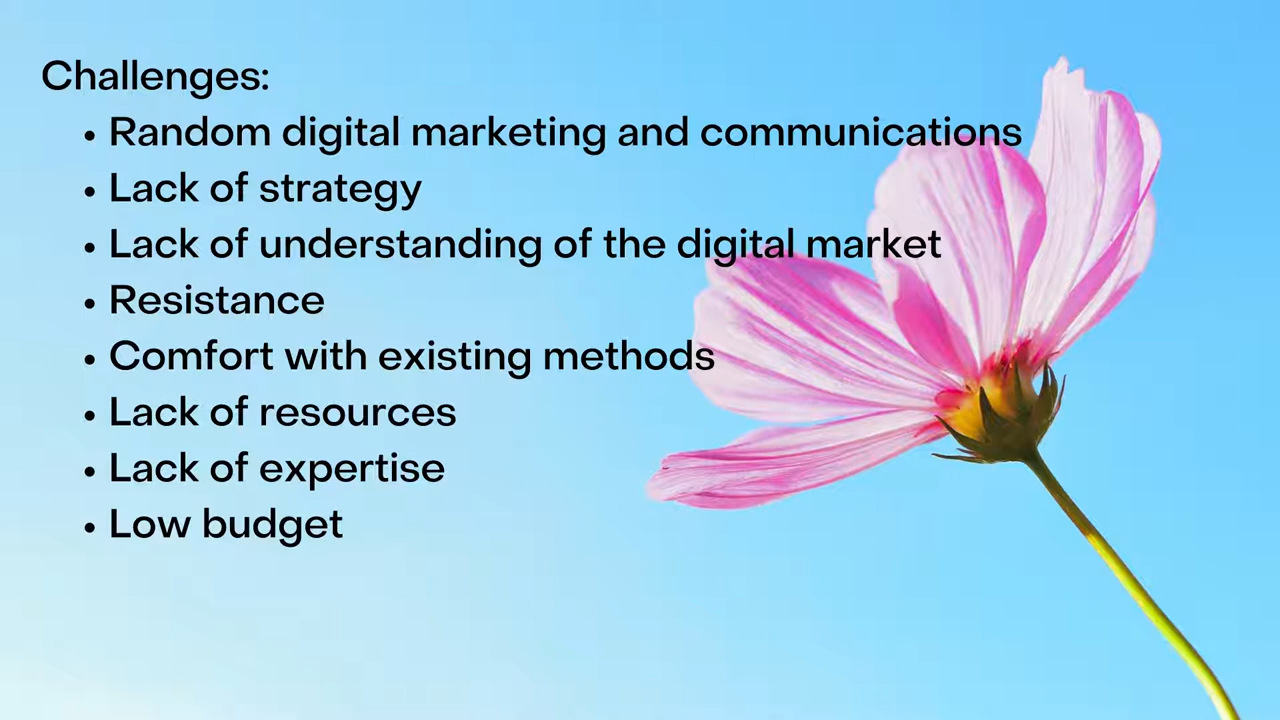 Challenges:
• Random digital marketing and communications
• Lack of strategy
• Lack of understanding of the digital market
• Resistance
• Comfort with existing methods
• Lack of resources
• Lack of expertise
• Low budget